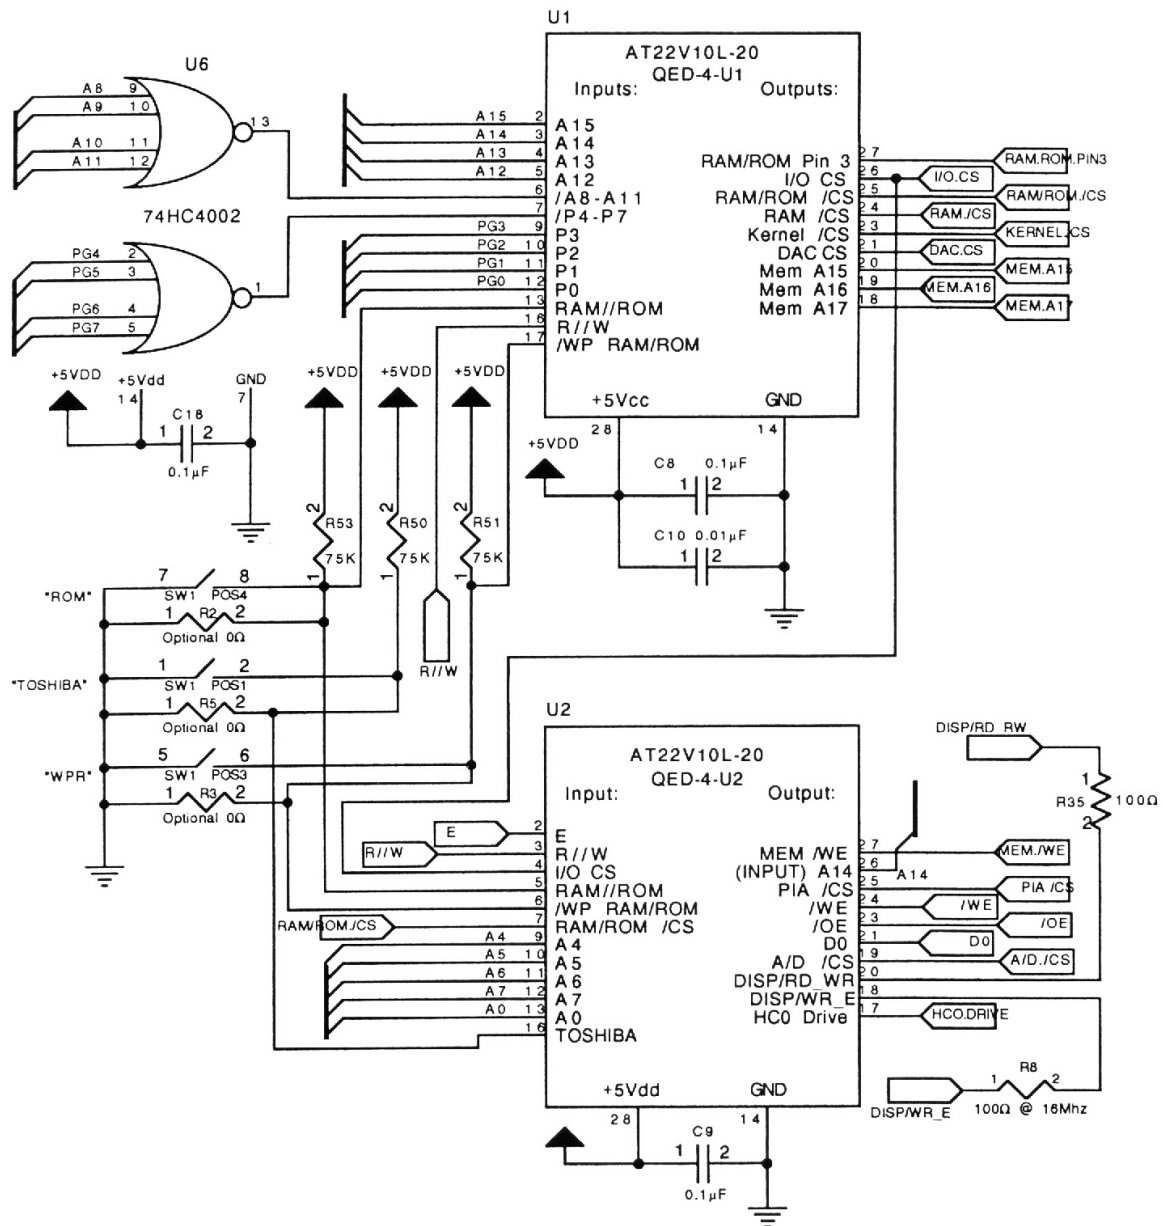 U1
AT22V10L-20
QED-4-U1
Inputs:
Outputs:
U6
A8 9
A9 10
A10 11
A11 12
13
74HC4002
PG4 2
PG5 3
PG6 4
PG7 5
1
A15 2 A15
A14 3 A14
A13 4 A13
A12 5 A12
6 /A8-A11
7 /P4-P7
PG3 9 P3
PG2 10 P2
PG1 11 P1
PG0 12 P0
13 RAM//ROM
16 R//W
17 /WP RAM/ROM
RAM/ROM Pin 3 27 RAM.ROM.PIN3
I/O CS 26 I/O.CS
RAM/ROM /CS 25 RAM/ROM./CS
RAM /CS 24 RAM./CS
Kernel /CS 23 KERNEL.CS
DAC CS 21 DAC.CS
Mem A15 20 MEM.A15
Mem A16 19 MEM.A16
Mem A17 18 MEM.A17
+5Vcc GND
28 14
+5VDD
C8 0.1µF
1 2
C10 0.01µF
1 2
+5VDD +5Vdd GND
14 7
C18
1 2
0.1µF
+5VDD +5VDD +5VDD
2 R53 75K 1
2 R50 75K 1
2 R51 75K 1
"ROM" 7 8
SW1 POS4
1 R2 2
Optional 0Ω
"TOSHIBA" 1 2
SW1 POS1
1 R5 2
Optional 0Ω
"WPR" 5 6
SW1 POS3
1 R3 2
Optional 0Ω
R//W
U2
AT22V10L-20
QED-4-U2
Input: Output:
E 2 E
R//W 3 R//W
4 I/O CS
5 RAM//ROM
6 /WP RAM/ROM
RAM/ROM./CS 7 RAM/ROM /CS
A4 9 A4
A5 10 A5
A6 11 A6
A7 12 A7
A0 13 A0
16 TOSHIBA
MEM /WE 27 MEM./WE
(INPUT) A14 26 A14
PIA /CS 25 PIA /CS
/WE 24 /WE
/OE 23 /OE
D0 21 D0
A/D /CS 19 A/D./CS
DISP/RD_WR 20
DISP/WR_E 18
HC0 Drive 17 HCO.DRIVE
DISP/RD RW
1
R35 100Ω
2
R8
1 2
100Ω @ 16Mhz
DISP/WR_E
+5Vdd GND
28 14
C9
1 2
0.1µF